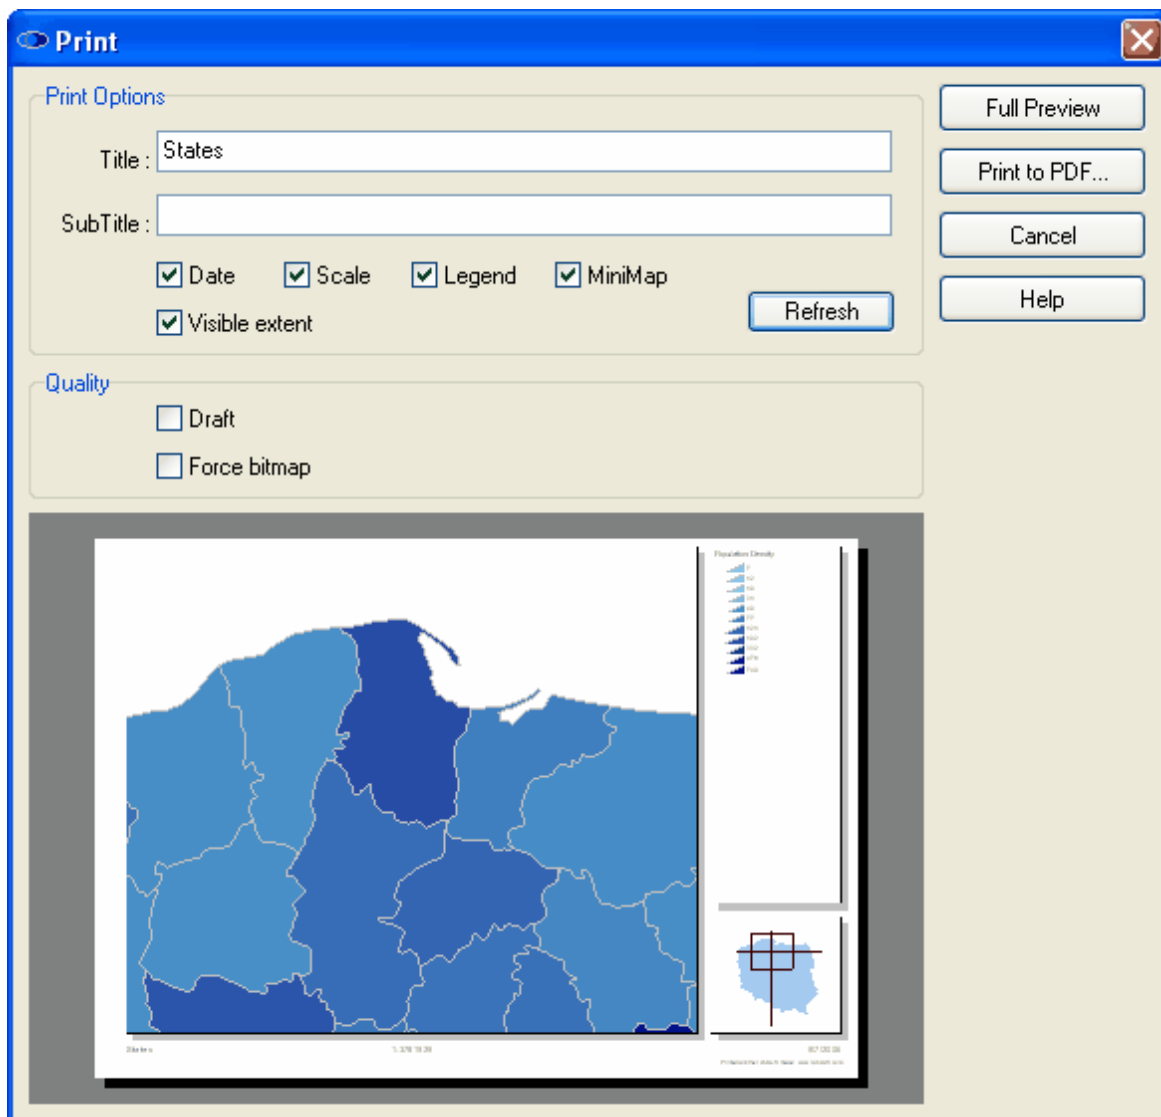 Print
Print Options
Full Preview
Title : States
Print to PDF...
SubTitle :
Cancel
Date Scale Legend MiniMap
Help
Visible extent
Refresh
Quality
Draft
Force bitmap
Population Density
States